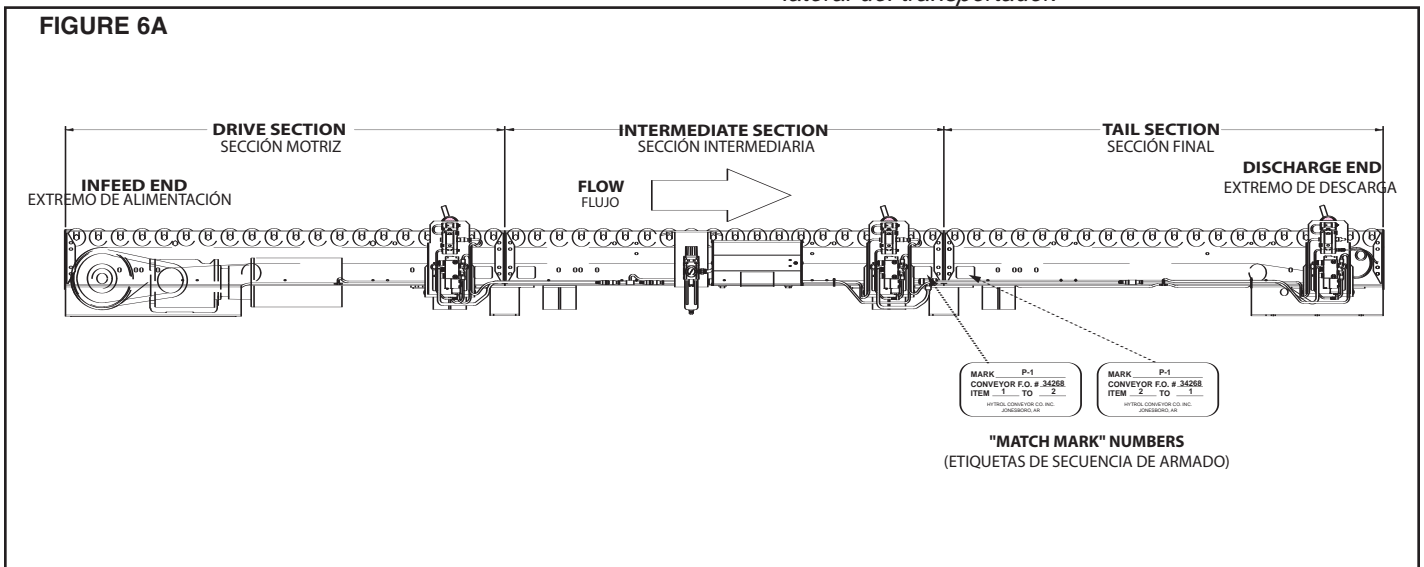 lateral del transportador.
FIGURE 6A
DRIVE SECTION
SECCIÓN MOTRIZ
INTERMEDIATE SECTION
SECCIÓN INTERMEDIARIA
TAIL SECTION
SECCIÓN FINAL
INFEED END
EXTREMO DE ALIMENTACIÓN
FLOW
FLUJO
DISCHARGE END
EXTREMO DE DESCARGA
MARK P-1
CONVEYOR F.O. # 34268
ITEM 1 TO 2
HYTROL CONVEYOR CO. INC.
JONESBORO, AR
MARK P-1
CONVEYOR F.O. # 34268
ITEM 2 TO 1
HYTROL CONVEYOR CO. INC.
JONESBORO, AR
"MATCH MARK" NUMBERS
(ETIQUETAS DE SECUENCIA DE ARMADO)